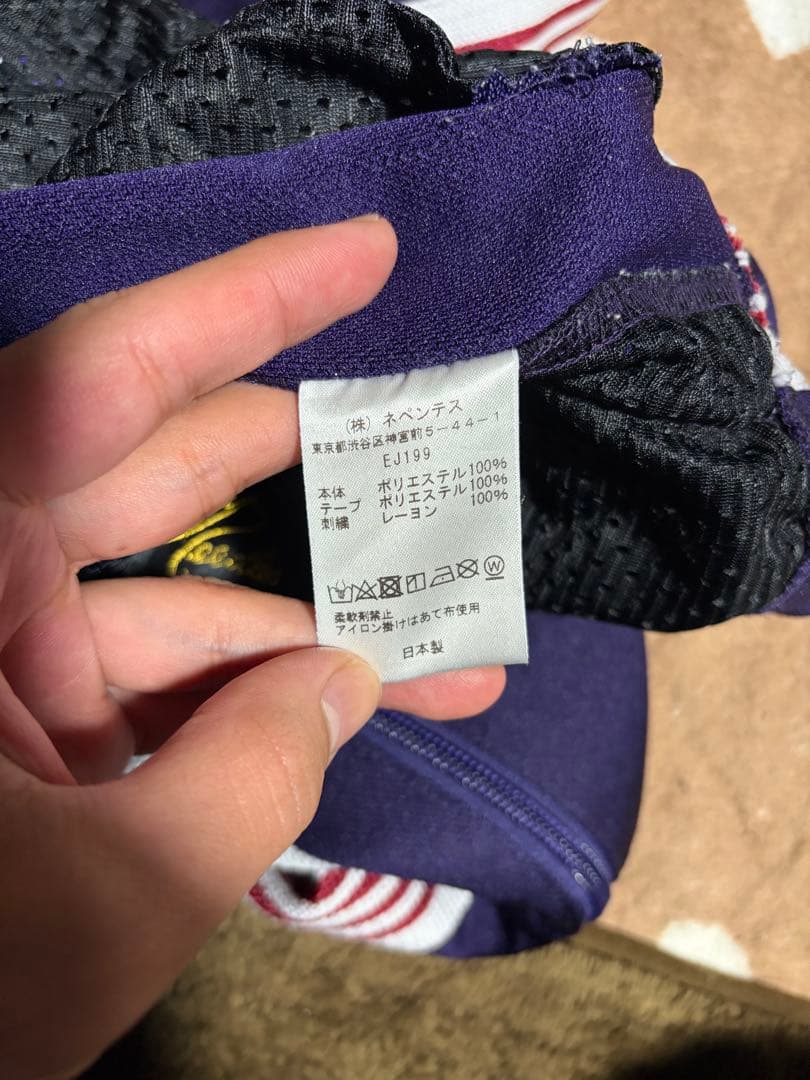 (株) ネペンテス
東京都渋谷区神宮前5-44-1
EJ199
本体 ポリエステル100%
テープ ポリエステル100%
刺繍 レーヨン 100%
W
柔軟剤禁止
アイロン掛けはあて布使用
日本製